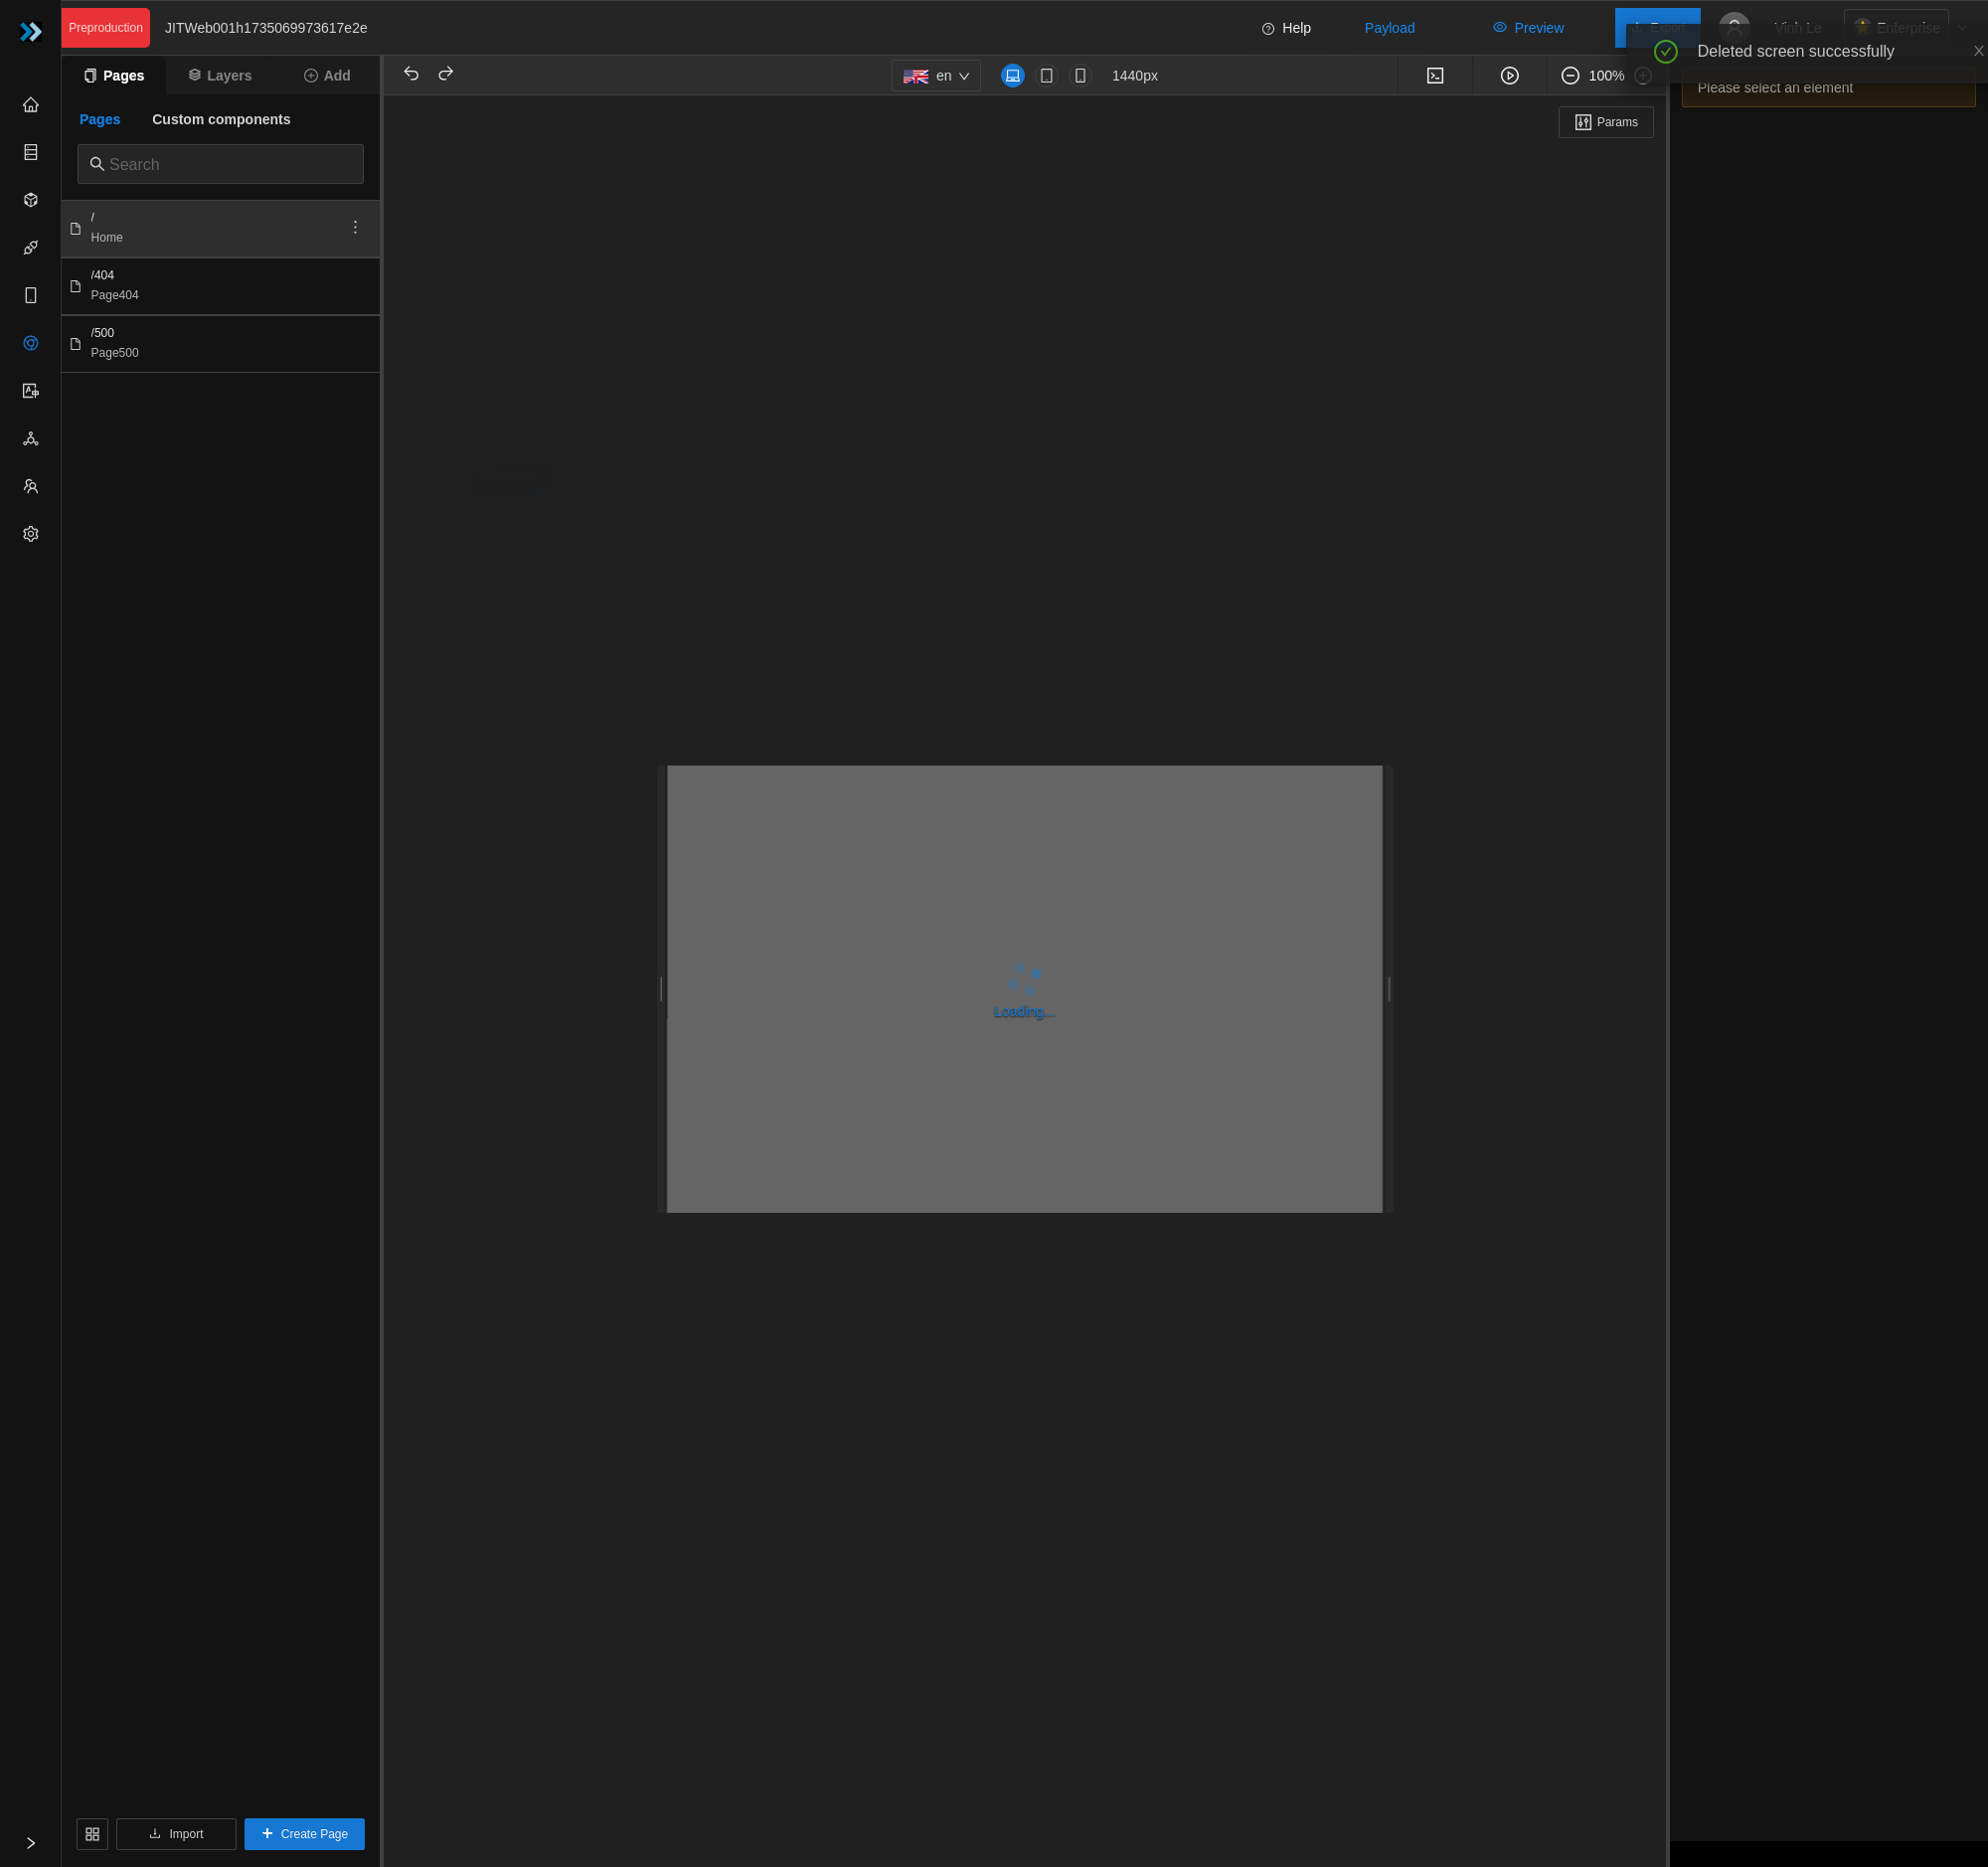 Preproduction
JITWeb001h1735069973617e2e
Help
Payload
Preview
Export
Vinh Le
Enterprise
Deleted screen successfully
Pages
Layers
Add
en
1440px
100%
Please select an element
Pages
Custom components
Params
Search
/
Home
/404
Page404
/500
Page500
Loading...
Import
Create Page